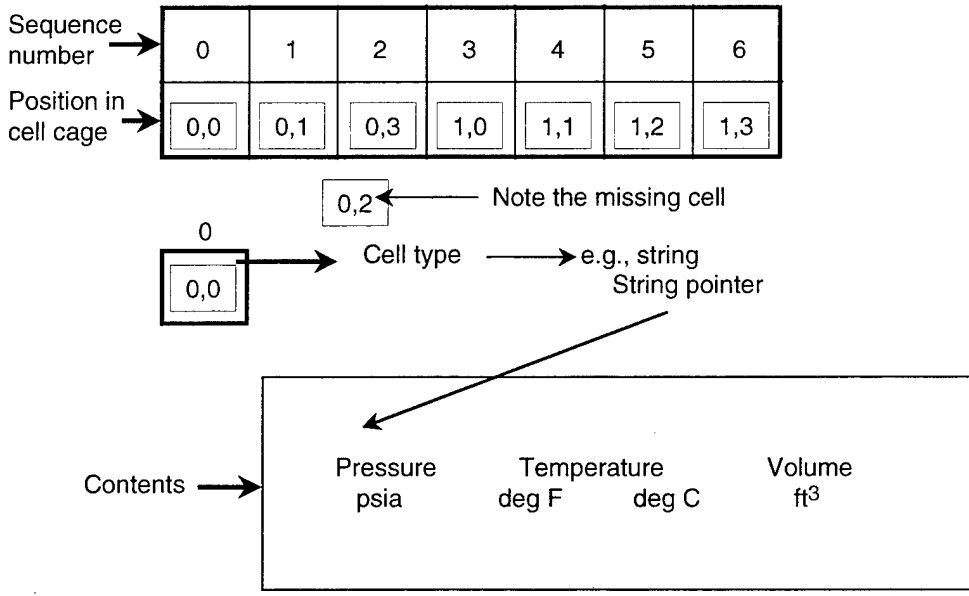 Sequence number
0 1 2 3 4 5 6
Position in cell cage
0,0 0,1 0,3 1,0 1,1 1,2 1,3
0,2 Note the missing cell
0
0,0
Cell type
e.g., string
String pointer
Contents
Pressure Temperature Volume
psia deg F deg C ft³